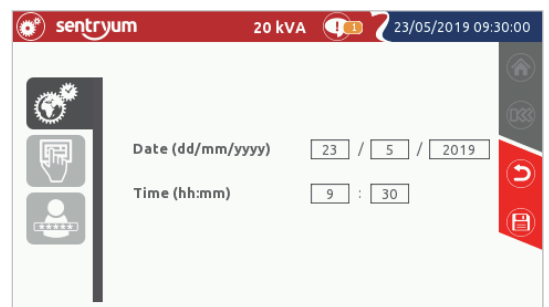 sentryum 20 kVA 1 23/05/2019 09:30:00
Date (dd/mm/yyyy) 23 / 5 / 2019
Time (hh:mm) 9 : 30
*****